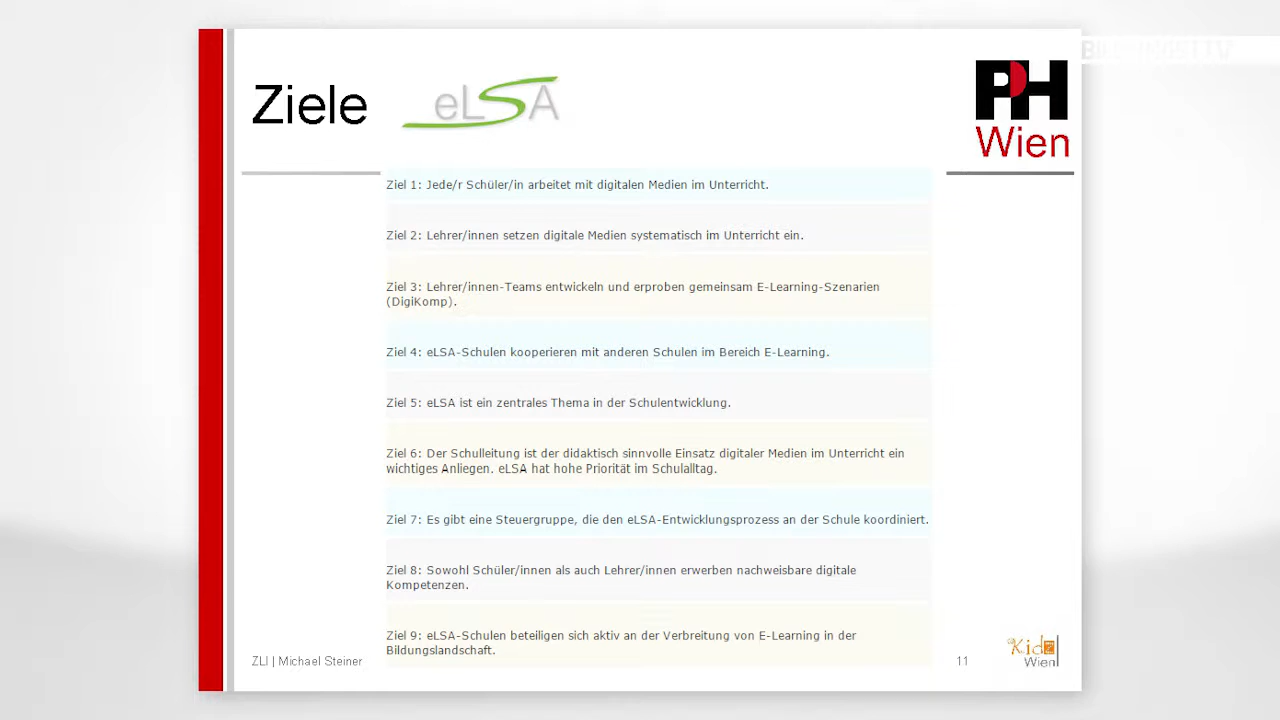 Ziele
eLSA
PH
Wien
Ziel 1: Jede/r Schüler/in arbeitet mit digitalen Medien im Unterricht.
Ziel 2: Lehrer/innen setzen digitale Medien systematisch im Unterricht ein.
Ziel 3: Lehrer/innen-Teams entwickeln und erproben gemeinsam E-Learning-Szenarien
(DigiKomp).
Ziel 4: eLSA-Schulen kooperieren mit anderen Schulen im Bereich E-Learning.
Ziel 5: eLSA ist ein zentrales Thema in der Schulentwicklung.
Ziel 6: Der Schulleitung ist der didaktisch sinnvolle Einsatz digitaler Medien im Unterricht ein
wichtiges Anliegen. eLSA hat hohe Priorität im Schulalltag.
Ziel 7: Es gibt eine Steuergruppe, die den eLSA-Entwicklungsprozess an der Schule koordiniert.
Ziel 8: Sowohl Schüler/innen als auch Lehrer/innen erwerben nachweisbare digitale
Kompetenzen.
Ziel 9: eLSA-Schulen beteiligen sich aktiv an der Verbreitung von E-Learning in der
Bildungslandschaft.
ZLI | Michael Steiner
11
KidZ
Wien